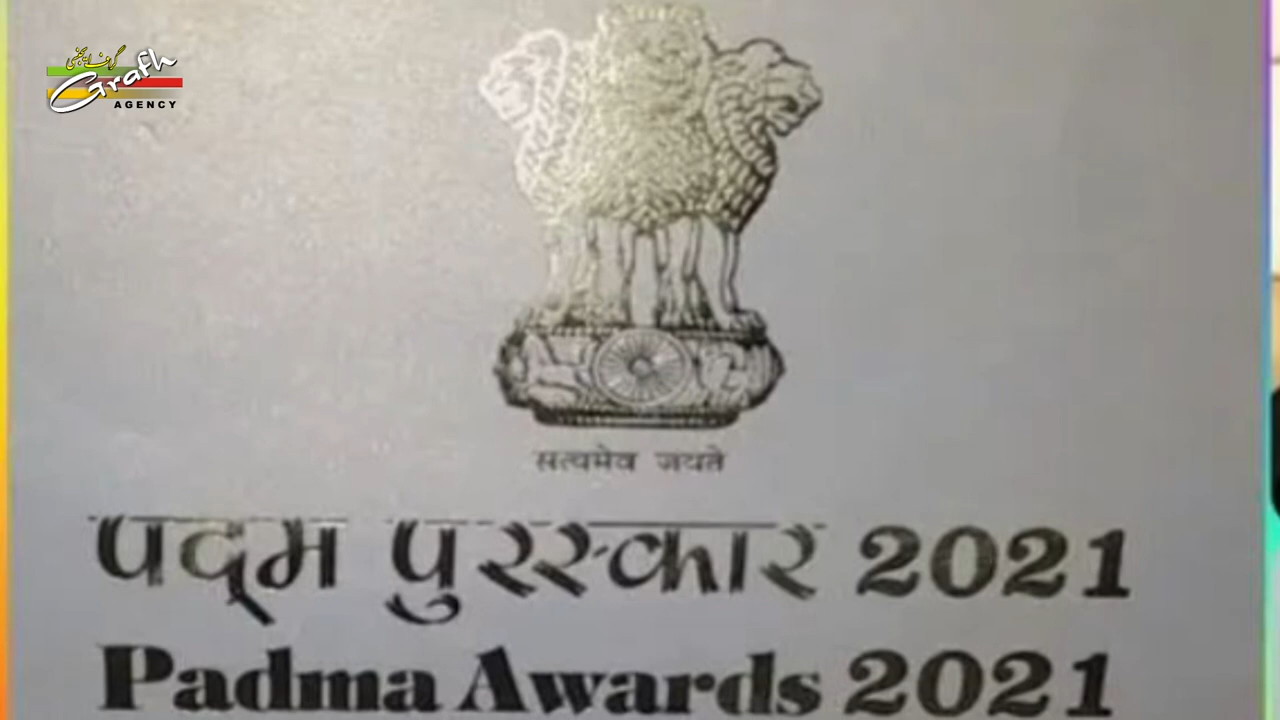 گراف ایجنسی
Grafh
AGENCY
सत्यमेव जयते
पद्म पुरस्कार 2021
Padma Awards 2021